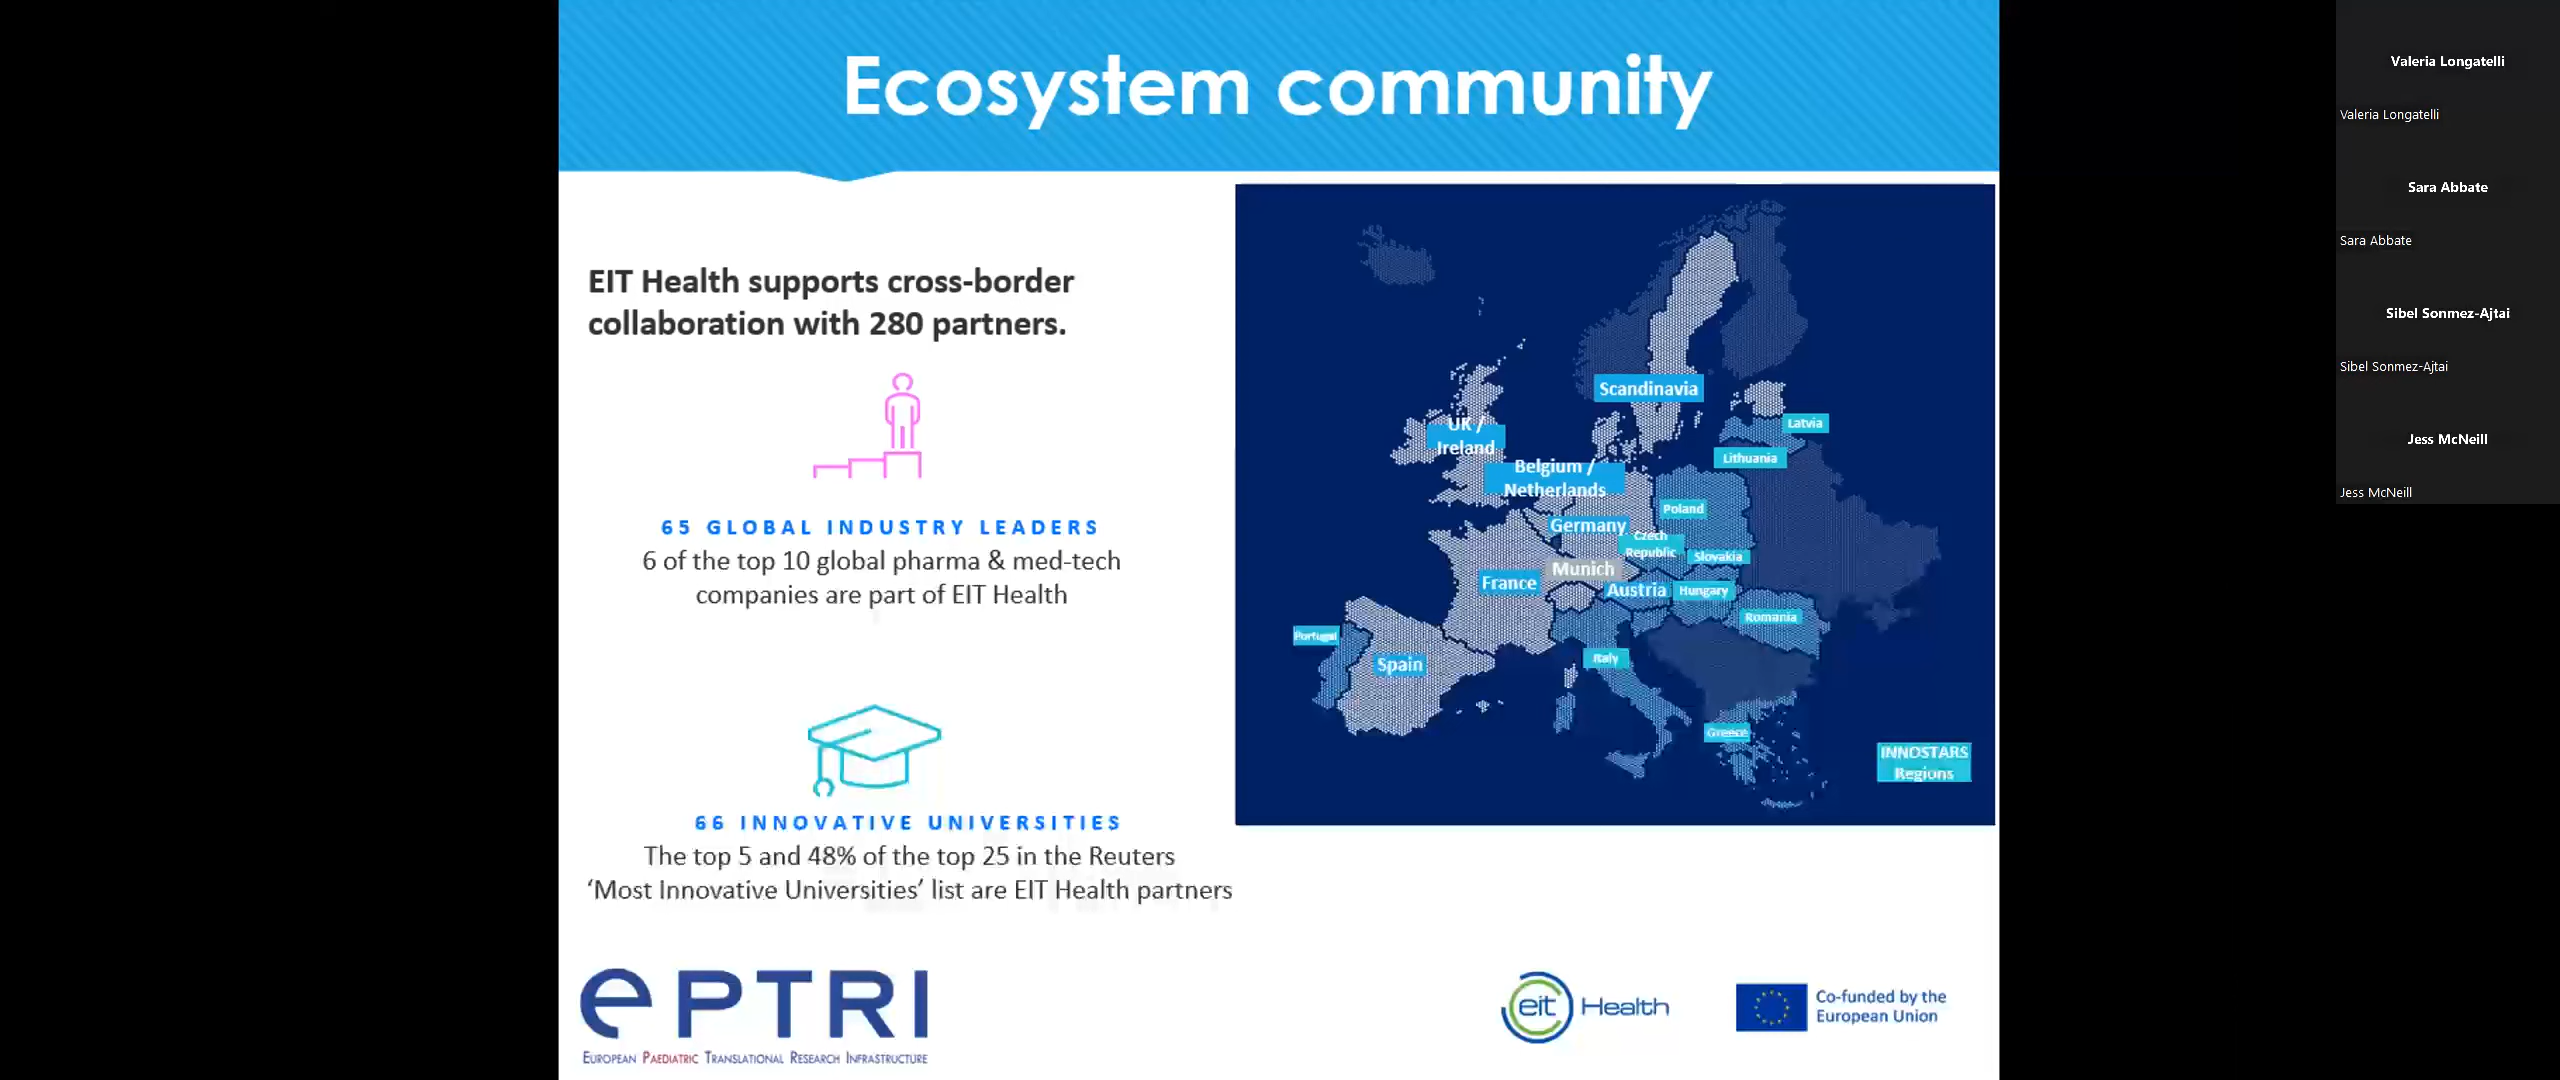 Ecosystem community
EIT Health supports cross-border
collaboration with 280 partners.
65 GLOBAL INDUSTRY LEADERS
6 of the top 10 global pharma & med-tech
companies are part of EIT Health
66 INNOVATIVE UNIVERSITIES
The top 5 and 48% of the top 25 in the Reuters
‘Most Innovative Universities’ list are EIT Health partners
Scandinavia
Latvia
UK /
Ireland
Lithuania
Belgium /
Netherlands
Poland
Germany
Czech
Republic
Slovakia
Munich
France
Austria
Hungary
Romania
Portugal
Spain
Italy
Greece
INNOSTARS
Regions
ePTRI
EUROPEAN PAEDIATRIC TRANSLATIONAL RESEARCH INFRASTRUCTURE
eit Health
Co-funded by the
European Union
Valeria Longatelli
Valeria Longatelli
Sara Abbate
Sara Abbate
Sibel Sonmez-Ajtai
Sibel Sonmez-Ajtai
Jess McNeill
Jess McNeill